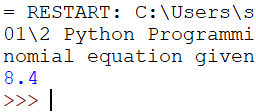 = RESTART: C:\Users\s
01\2 Python Programmi
nomial equation given
8.4
>>>